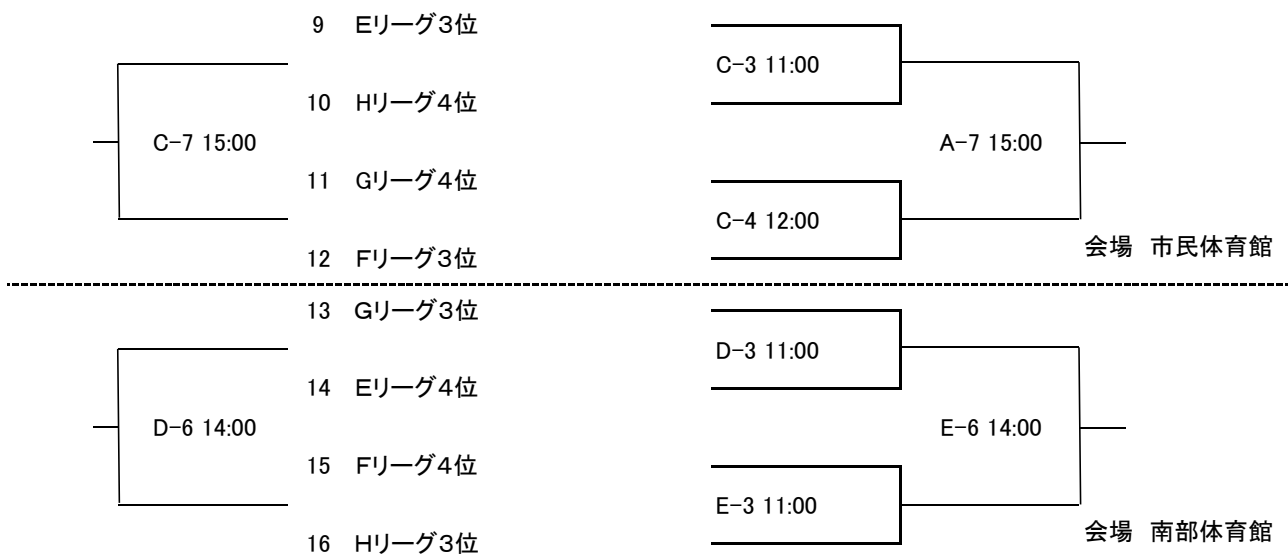 9 Eリーグ3位
C-3 11:00
10 Hリーグ4位
C-7 15:00
A-7 15:00
11 Gリーグ4位
C-4 12:00
会場 市民体育館
12 Fリーグ3位
13 Gリーグ3位
D-3 11:00
14 Eリーグ4位
D-6 14:00
E-6 14:00
15 Fリーグ4位
E-3 11:00
会場 南部体育館
16 Hリーグ3位